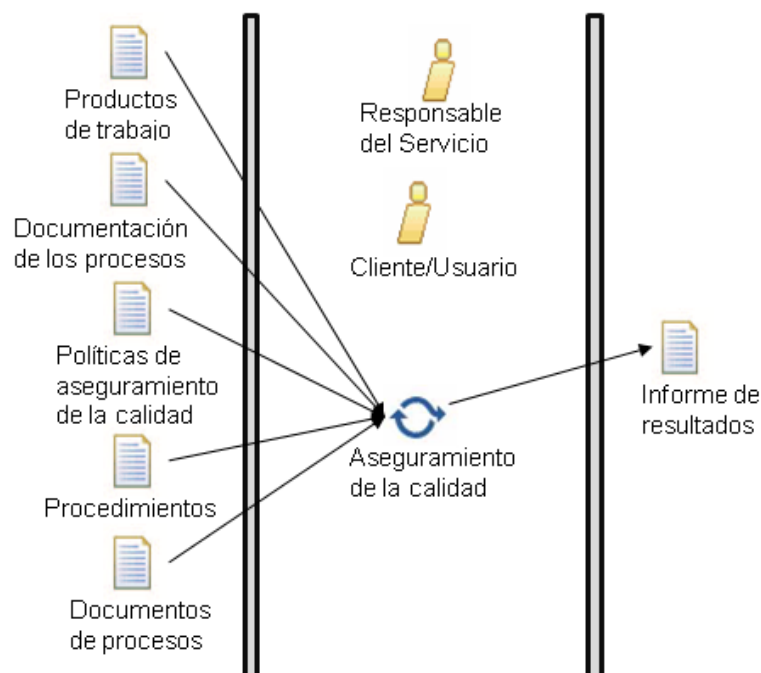 Productos
de trabajo
Documentación
de los procesos
Políticas de
aseguramiento
de la calidad
Procedimientos
Documentos
de procesos
Responsable
del Servicio
Cliente/Usuario
Aseguramiento
de la calidad
Informe de
resultados